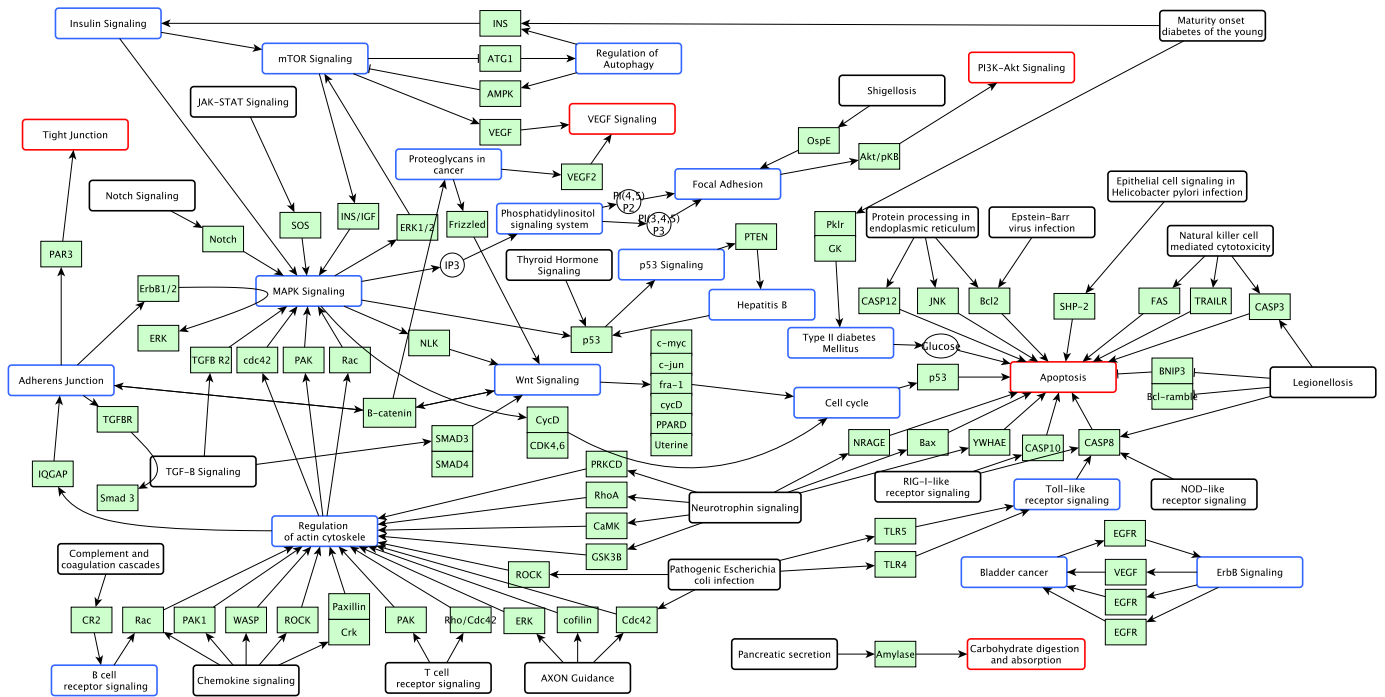 Insulin Signaling
INS
Maturity onset
diabetes of the young
mTOR Signaling
ATG1
Regulation of
Autophagy
PI3K-Akt Signaling
AMPK
Shigellosis
JAK-STAT Signaling
VEGF
VEGF Signaling
Tight Junction
OspE
Akt/pKB
Proteoglycans in
cancer
VEGF2
Focal Adhesion
Epithelial cell signaling in
Helicobacter pylori infection
Notch Signaling
PI(4,5)
P2
Phosphatidylinositol
signaling system
PI(3,4,5)
P3
SOS
INS/IGF
ERK1/2
Frizzled
Notch
PTEN
Pklr
GK
Protein processing in
endoplasmic reticulum
Epstein-Barr
virus infection
Natural killer cell
mediated cytotoxicity
PAR3
IP3
Thyroid Hormone
Signaling
p53 Signaling
ErbB1/2
MAPK Signaling
Hepatitis B
CASP12
JNK
Bcl2
SHP-2
FAS
TRAILR
CASP3
ERK
NLK
p53
c-myc
c-jun
fra-1
cycD
PPARD
Uterine
Type II diabetes
Mellitus
Glucose
TGFB R2
cdc42
PAK
Rac
Adherens Junction
Wnt Signaling
p53
Apoptosis
BNIP3
Bcl-ramble
Legionellosis
TGFBR
B-catenin
Cell cycle
CycD
CDK4,6
SMAD3
SMAD4
NRAGE
Bax
YWHAE
CASP10
CASP8
IQGAP
TGF-B Signaling
PRKCD
RIG-I-like
receptor signaling
Toll-like
receptor signaling
NOD-like
receptor signaling
Smad 3
RhoA
Neurotrophin signaling
Regulation
of actin cytoskele
CaMK
TLR5
EGFR
Complement and
coagulation cascades
GSK3B
TLR4
ROCK
Pathogenic Escherichia
coli infection
Bladder cancer
VEGF
ErbB Signaling
EGFR
EGFR
CR2
Rac
PAK1
WASP
ROCK
Paxillin
Crk
PAK
Rho/Cdc42
ERK
cofilin
Cdc42
Pancreatic secretion
Amylase
Carbohydrate digestion
and absorption
B cell
receptor signaling
Chemokine signaling
T cell
receptor signaling
AXON Guidance